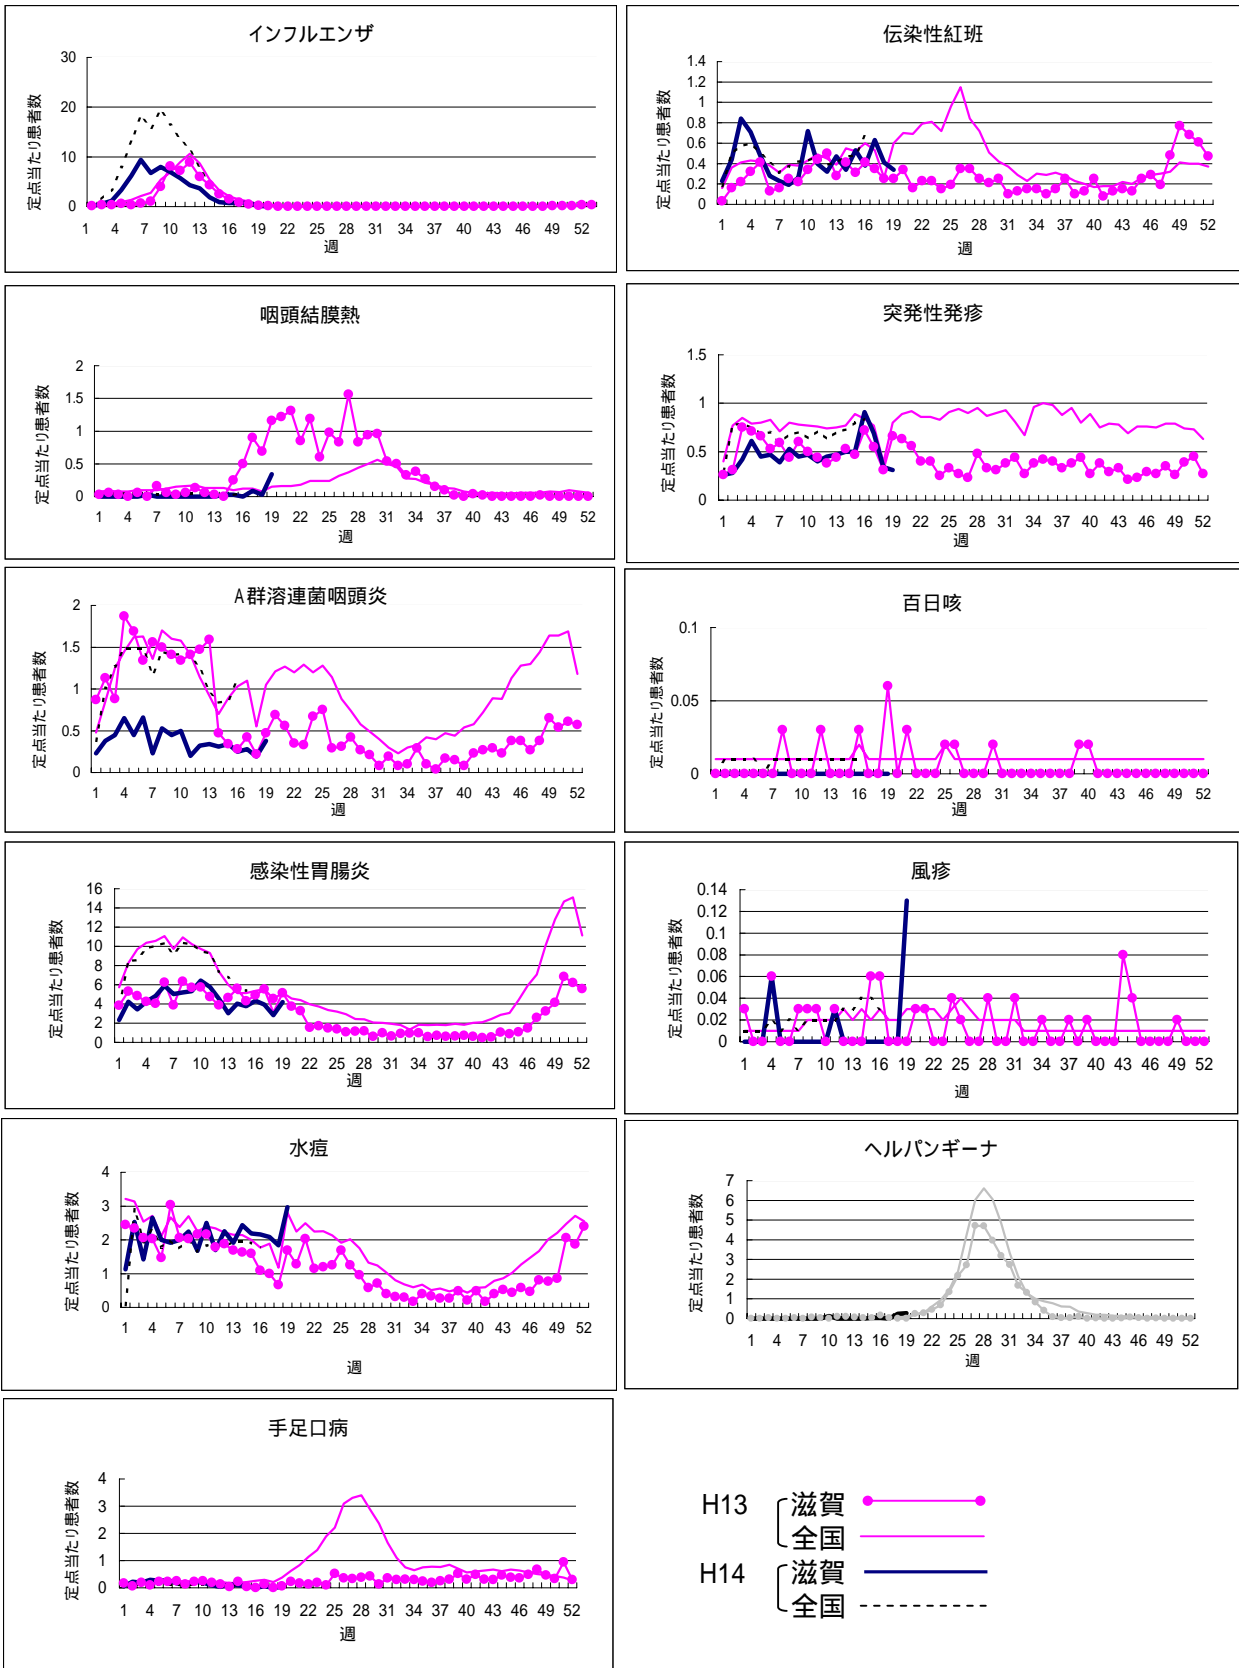 インフルエンザ
定点当たり患者数
30
20
10
0
1 4 7 10 13 16 19 22 25 28 31 34 37 40 43 46 49 52
週
伝染性紅班
定点当たり患者数
1.4
1.2
1
0.8
0.6
0.4
0.2
0
1 4 7 10 13 16 19 22 25 28 31 34 37 40 43 46 49 52
週
咽頭結膜熱
定点当たり患者数
2
1.5
1
0.5
0
1 4 7 10 13 16 19 22 25 28 31 34 37 40 43 46 49 52
週
突発性発疹
定点当たり患者数
1.5
1
0.5
0
1 4 7 10 13 16 19 22 25 28 31 34 37 40 43 46 49 52
週
A群溶連菌咽頭炎
定点当たり患者数
2
1.5
1
0.5
0
1 4 7 10 13 16 19 22 25 28 31 34 37 40 43 46 49 52
週
百日咳
定点当たり患者数
0.1
0.05
0
1 4 7 10 13 16 19 22 25 28 31 34 37 40 43 46 49 52
週
感染性胃腸炎
定点当たり患者数
16
14
12
10
8
6
4
2
0
1 4 7 10 13 16 19 22 25 28 31 34 37 40 43 46 49 52
週
風疹
定点当たり患者数
0.14
0.12
0.1
0.08
0.06
0.04
0.02
0
1 4 7 10 13 16 19 22 25 28 31 34 37 40 43 46 49 52
週
水痘
定点当たり患者数
4
3
2
1
0
1 4 7 10 13 16 19 22 25 28 31 34 37 40 43 46 49 52
週
ヘルパンギーナ
定点当たり患者数
7
6
5
4
3
2
1
0
1 4 7 10 13 16 19 22 25 28 31 34 37 40 43 46 49 52
週
手足口病
定点当たり患者数
4
3
2
1
0
1 4 7 10 13 16 19 22 25 28 31 34 37 40 43 46 49 52
週
H13 滋賀
全国
H14 滋賀
全国